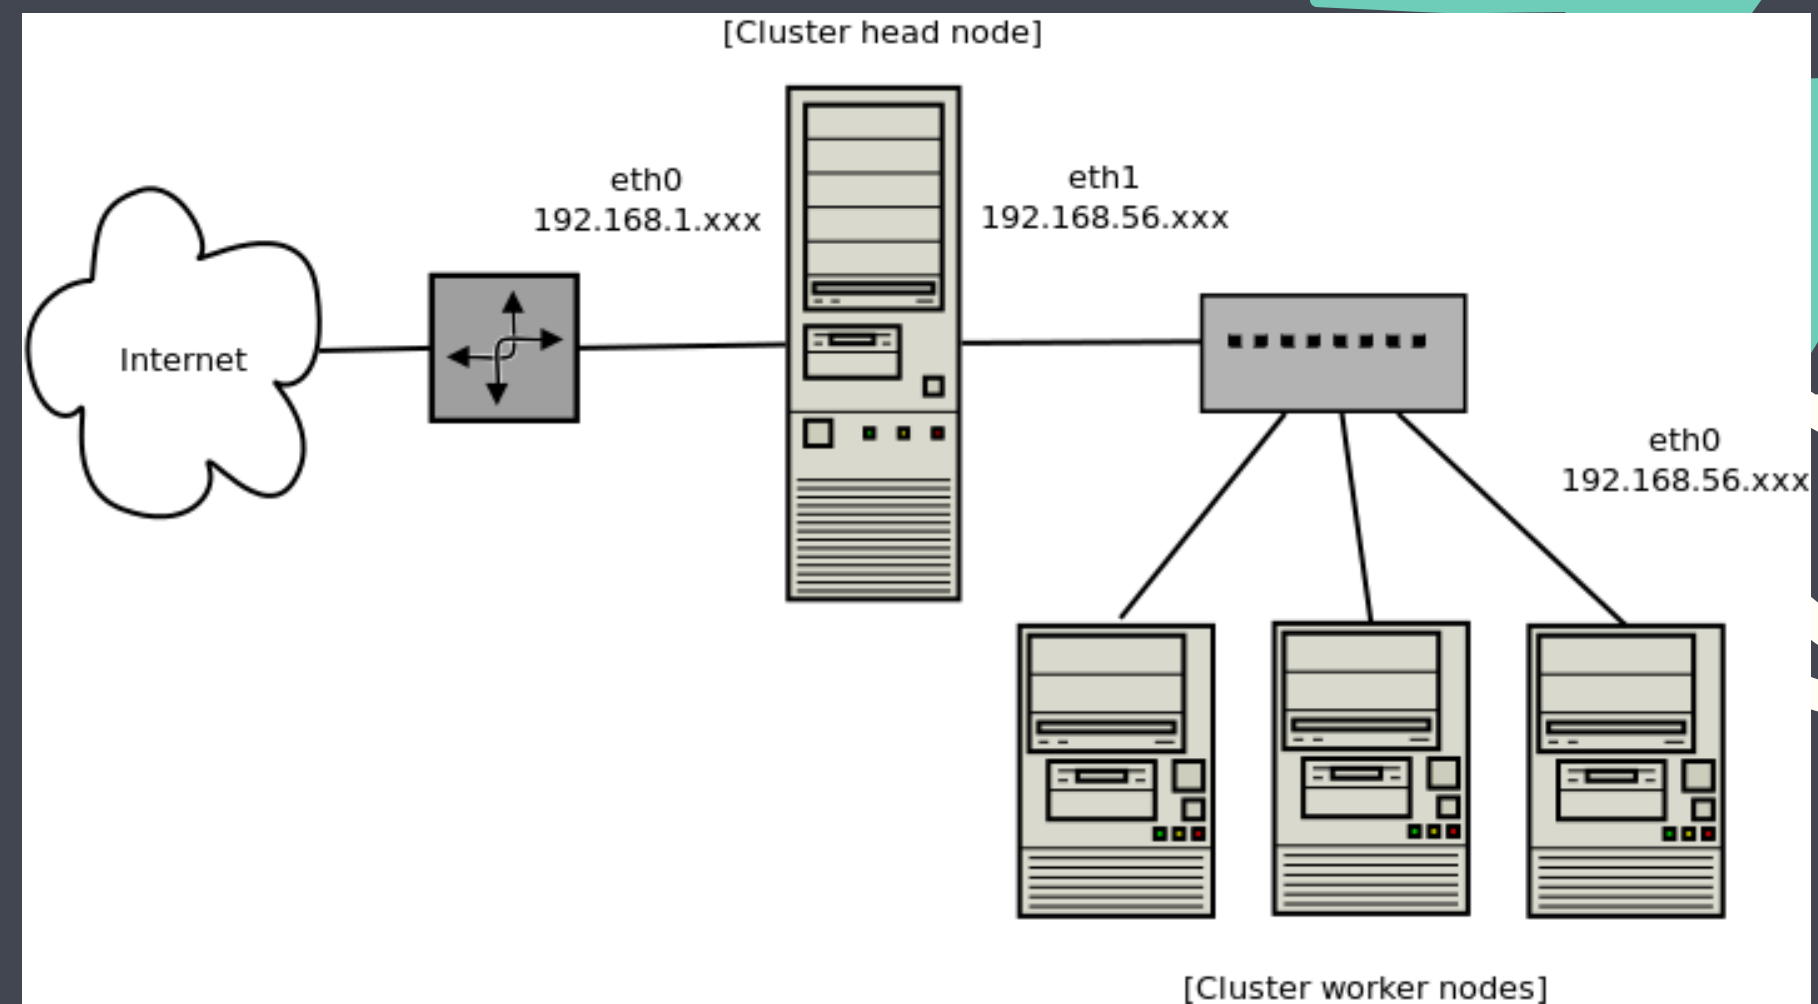 [Cluster head node]
eth0
192.168.1.xxx
eth1
192.168.56.xxx
Internet
eth0
192.168.56.xxx
[Cluster worker nodes]